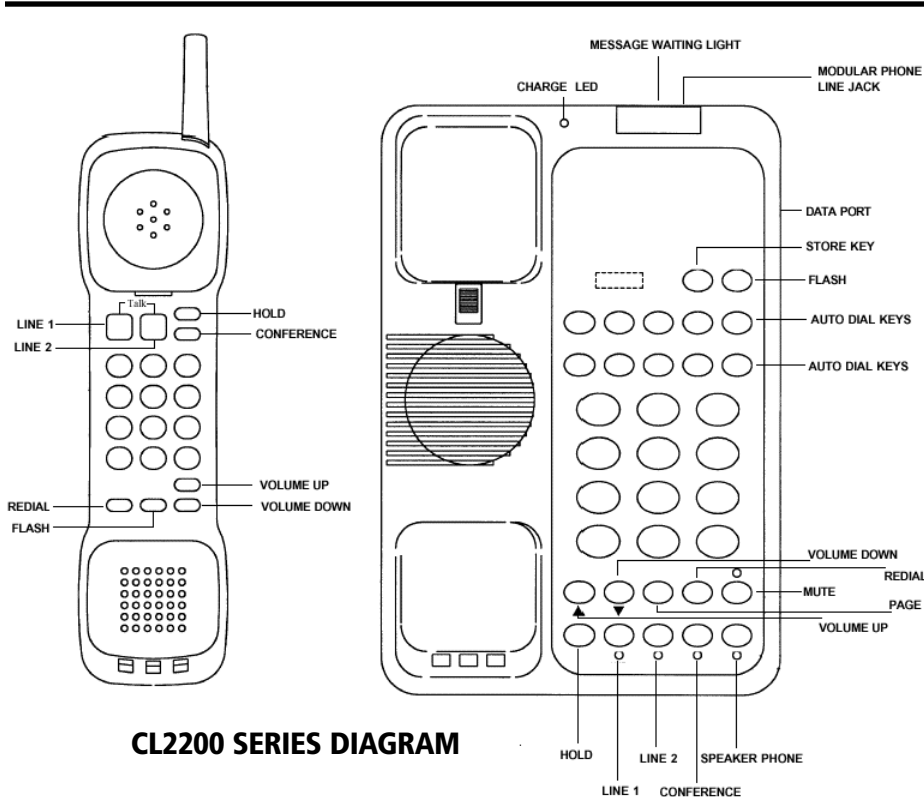 MESSAGE WAITING LIGHT
MODULAR PHONE
LINE JACK
CHARGE LED
DATA PORT
STORE KEY
FLASH
Talk
HOLD
LINE 1
CONFERENCE
LINE 2
AUTO DIAL KEYS
AUTO DIAL KEYS
VOLUME UP
REDIAL
VOLUME DOWN
FLASH
VOLUME DOWN
REDIAL
MUTE
PAGE
VOLUME UP
CL2200 SERIES DIAGRAM
HOLD
LINE 2
SPEAKER PHONE
LINE 1
CONFERENCE